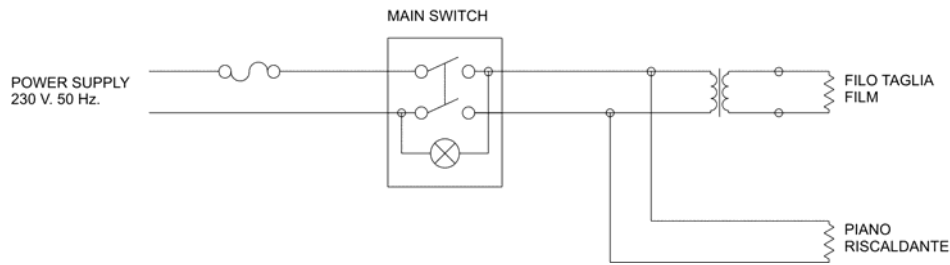 MAIN SWITCH
POWER SUPPLY
230 V. 50 Hz.
FILO TAGLIA
FILM
PIANO
RISCALDANTE